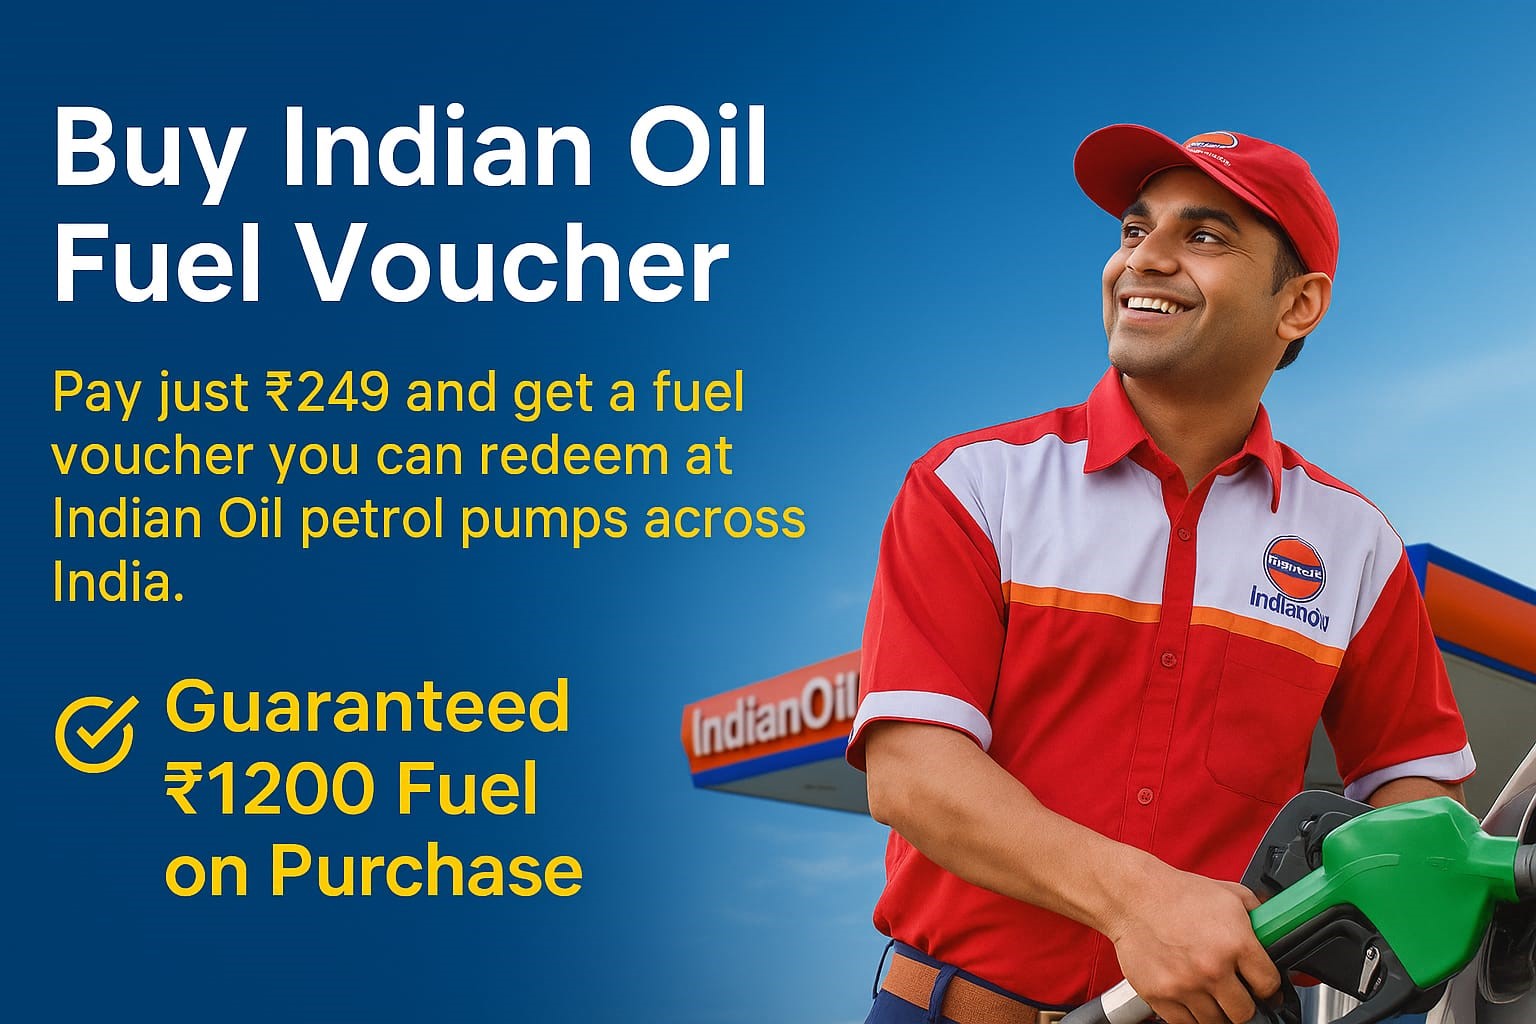 Buy Indian Oil
Fuel Voucher
Pay just ₹249 and get a fuel
voucher you can redeem at
Indian Oil petrol pumps across
India.
Guaranteed
₹1200 Fuel
on Purchase
IndianOil